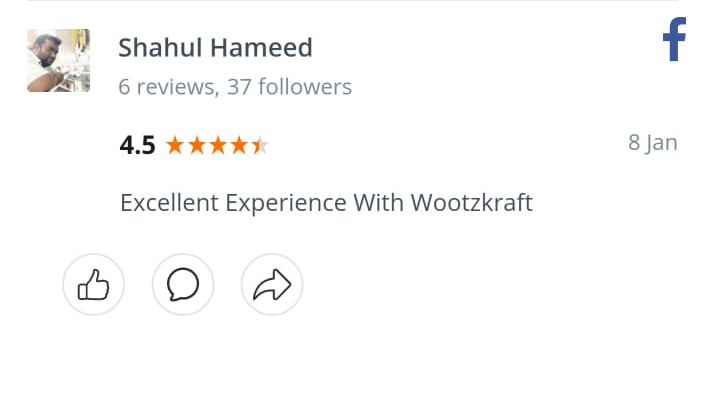 Shahul Hameed
6 reviews, 37 followers
4.5
8 Jan
Excellent Experience With Wootzkraft